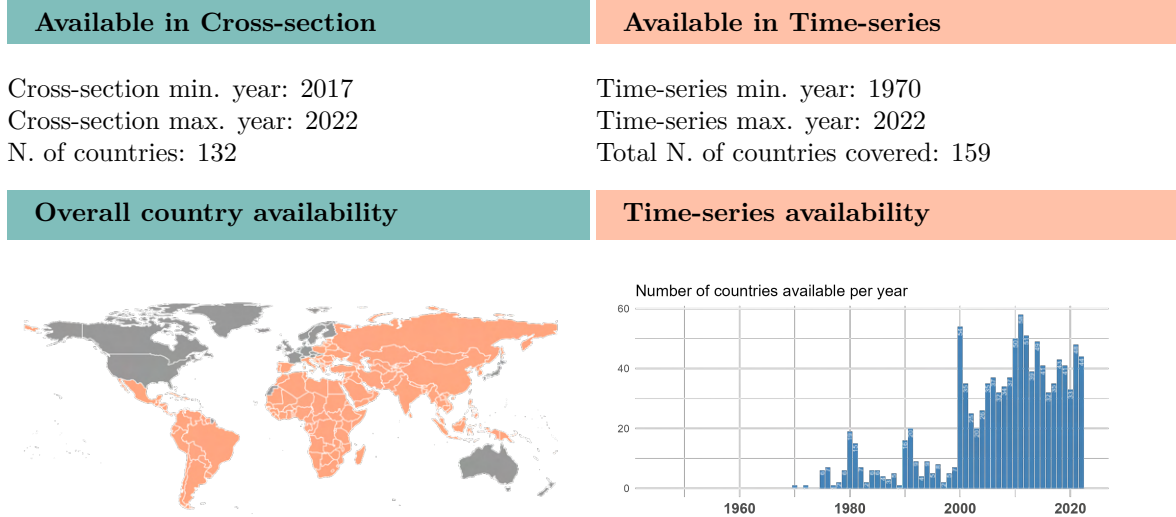 Available in Cross-section
Available in Time-series
Cross-section min. year: 2017
Cross-section max. year: 2022
N. of countries: 132
Time-series min. year: 1970
Time-series max. year: 2022
Total N. of countries covered: 159
Overall country availability
Time-series availability
Number of countries available per year
60
40
20
0
1960
1980
2000
2020